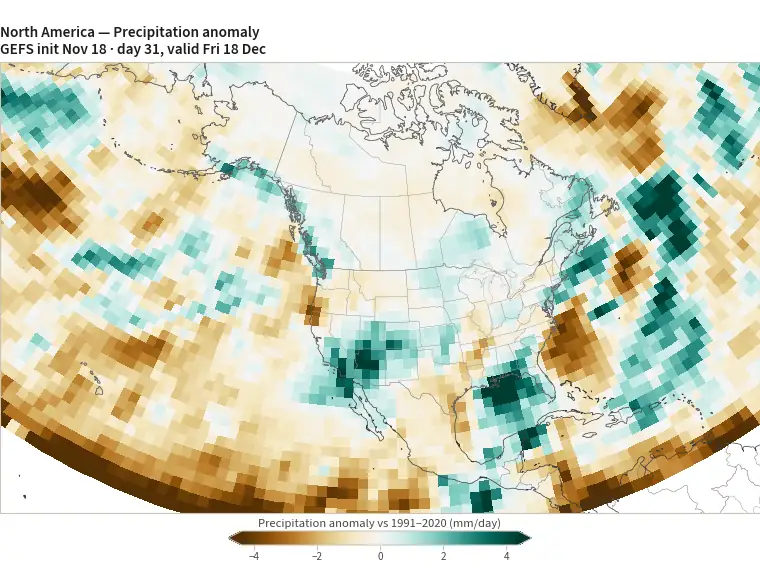 North America — Precipitation anomaly
GEFS init Nov 18 · day 31, valid Fri 18 Dec
Precipitation anomaly vs 1991–2020 (mm/day)
−4 −2 0 2 4